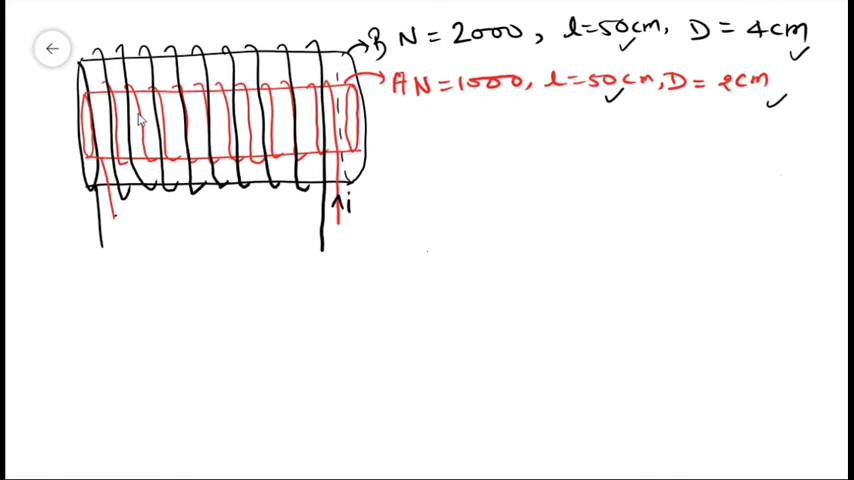 B N = 2000, l=50cm, D = 4cm
A N=1000, l=50cm, D= 2cm
i